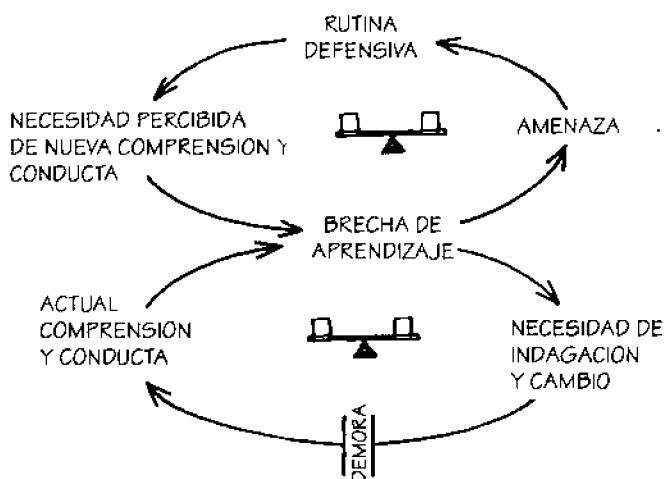 RUTINA
DEFENSIVA
NECESIDAD PERCIBIDA
DE NUEVA COMPRENSION Y
CONDUCTA
AMENAZA
BRECHA DE
APRENDIZAJE
ACTUAL
COMPRENSION
Y CONDUCTA
NECESIDAD DE
INDAGACION
Y CAMBIO
DEMORA